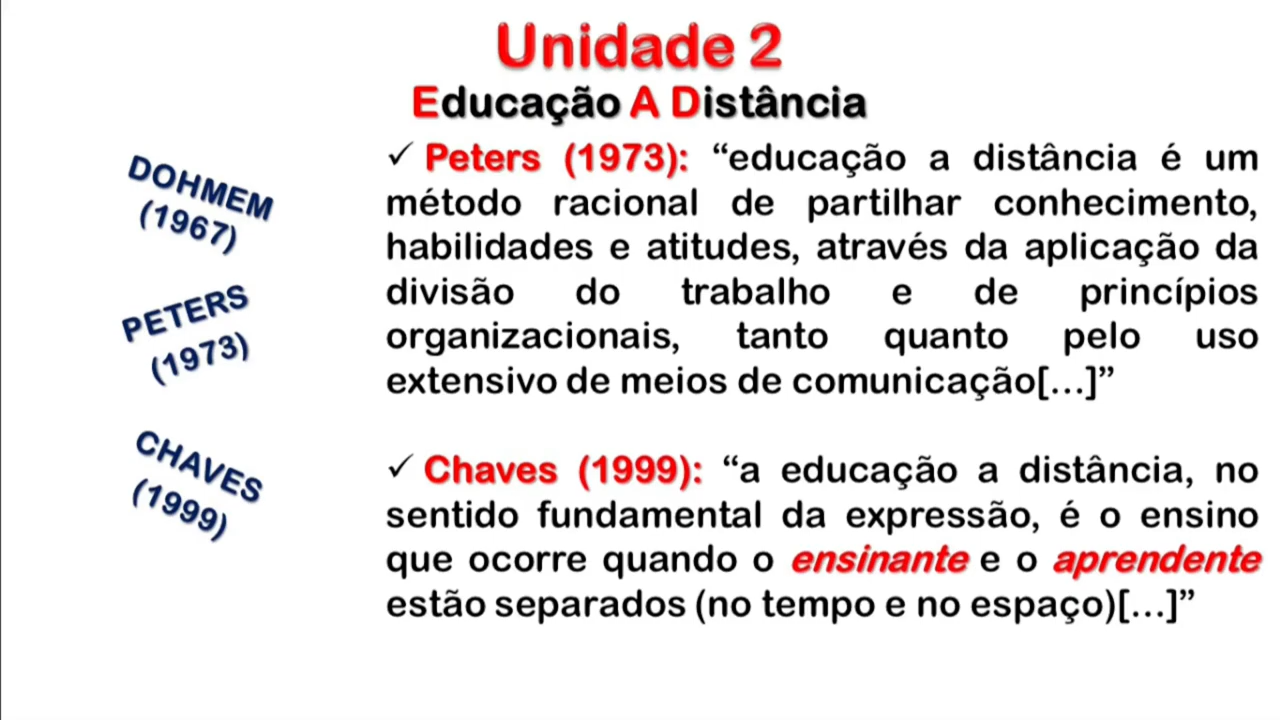 Unidade 2
Educação A Distância
DOHMEM
(1967)
PETERS
(1973)
CHAVES
(1999)
✓ Peters (1973): “educação a distância é um
método racional de partilhar conhecimento,
habilidades e atitudes, através da aplicação da
divisão do trabalho e de princípios
organizacionais, tanto quanto pelo uso
extensivo de meios de comunicação[...]”
✓ Chaves (1999): “a educação a distância, no
sentido fundamental da expressão, é o ensino
que ocorre quando o ensinante e o aprendente
estão separados (no tempo e no espaço)[...]”